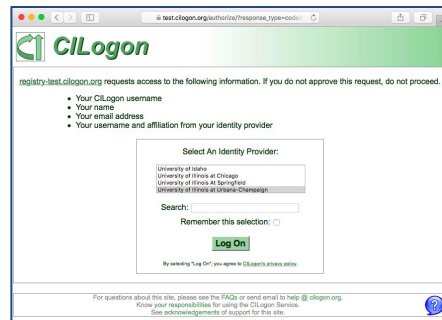 test.cilogon.org/authorize/?response_type=code&
CILogon
registry-test.cilogon.org requests access to the following information. If you do not approve this request, do not proceed.
• Your CILogon username
• Your name
• Your email address
• Your username and affiliation from your identity provider
Select An Identity Provider:
University of Idaho
University of Illinois at Chicago
University of Illinois At Springfield
University of Illinois at Urbana-Champaign
Search:
Remember this selection:
Log On
By selecting "Log On", you agree to CILogon's privacy policy.
For questions about this site, please see the FAQs or send email to help @ cilogon.org.
Know your responsibilities for using the CILogon Service.
See acknowledgements of support for this site.
?